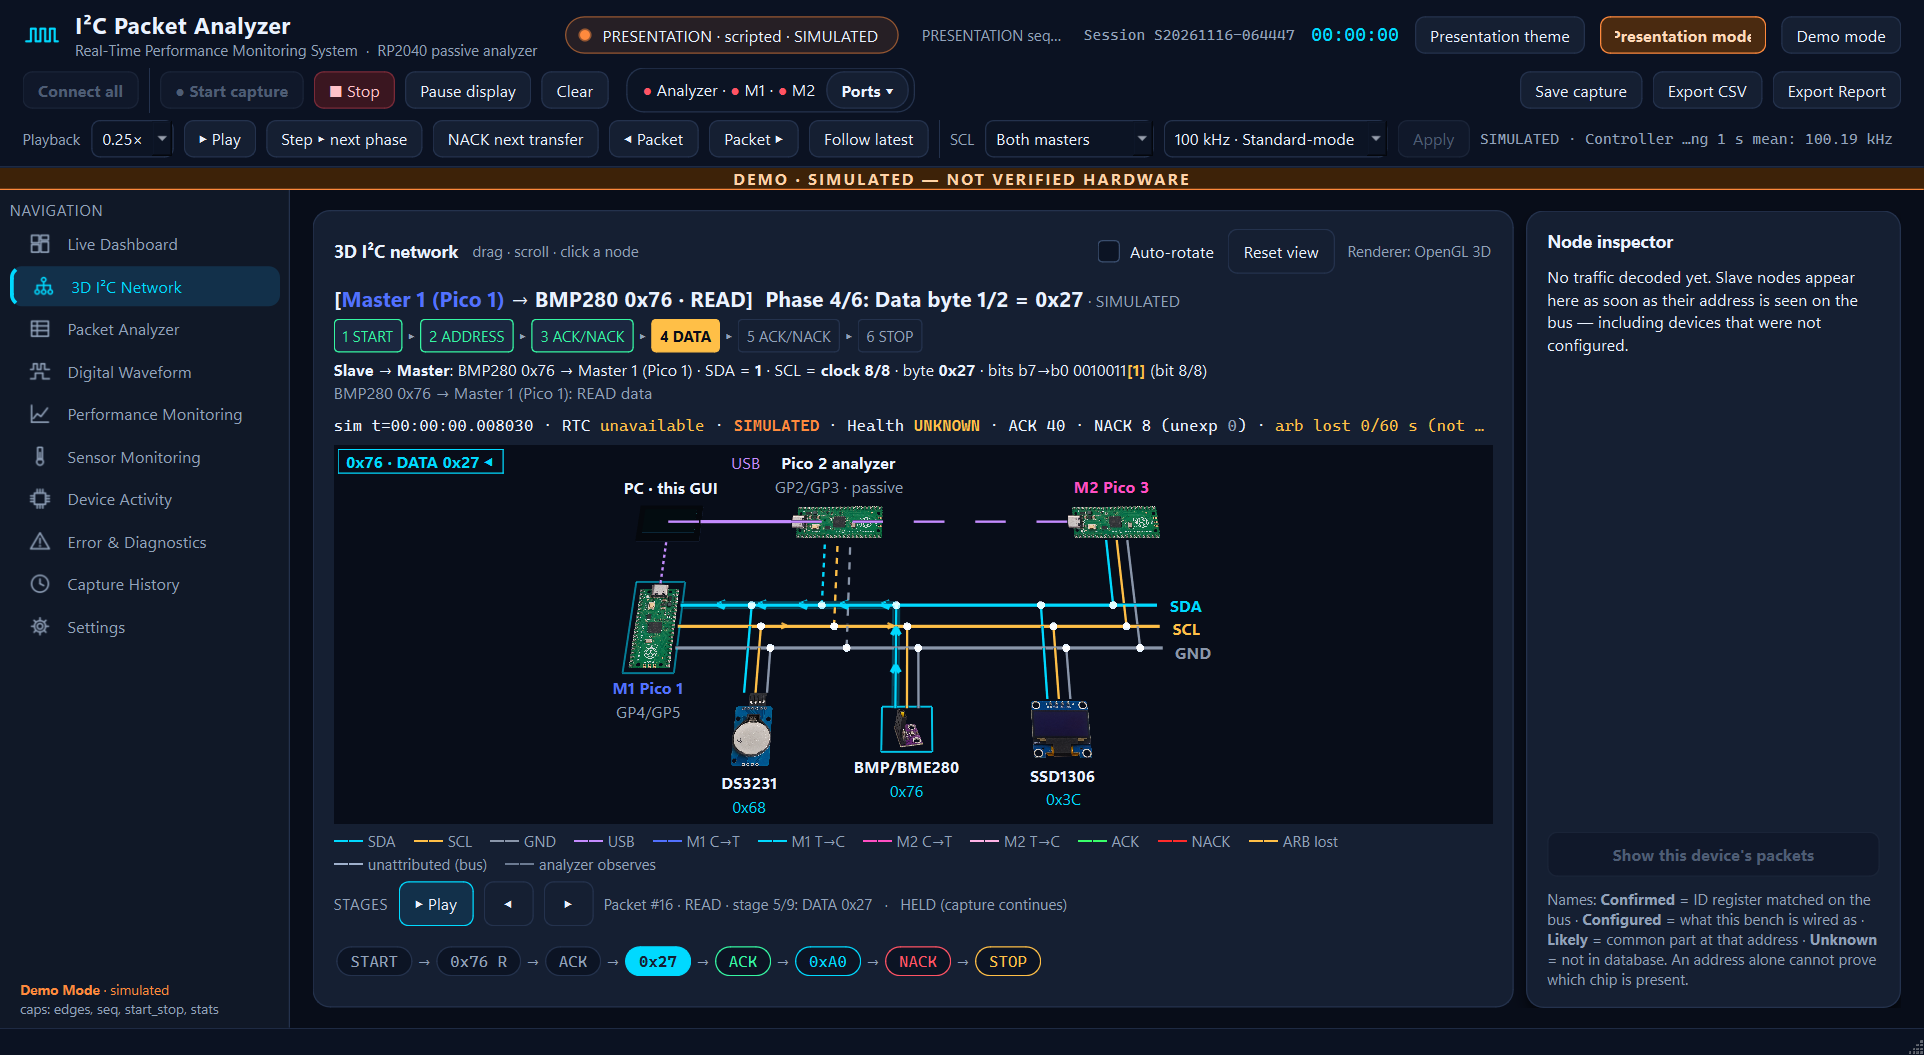 I²C Packet Analyzer
Real-Time Performance Monitoring System · RP2040 passive analyzer
PRESENTATION · scripted · SIMULATED
PRESENTATION seq...
Session S20261116-064447
00:00:00
Presentation theme
Presentation mode
Demo mode
Connect all
● Start capture
■ Stop
Pause display
Clear
● Analyzer · ● M1 · ● M2
Ports ▾
Save capture
Export CSV
Export Report
Playback
0.25×
▸ Play
Step ▸ next phase
NACK next transfer
◂ Packet
Packet ▸
Follow latest
SCL
Both masters
100 kHz · Standard-mode
Apply
SIMULATED · Controller …ng 1 s mean: 100.19 kHz
DEMO · SIMULATED — NOT VERIFIED HARDWARE
NAVIGATION
Live Dashboard
3D I²C Network
Packet Analyzer
Digital Waveform
Performance Monitoring
Sensor Monitoring
Device Activity
Error & Diagnostics
Capture History
Settings
Demo Mode · simulated
caps: edges, seq, start_stop, stats
3D I²C network
drag · scroll · click a node
Auto-rotate
Reset view
Renderer: OpenGL 3D
[Master 1 (Pico 1) → BMP280 0x76 · READ] Phase 4/6: Data byte 1/2 = 0x27 · SIMULATED
1 START ▸ 2 ADDRESS ▸ 3 ACK/NACK ▸ 4 DATA ▸ 5 ACK/NACK ▸ 6 STOP
Slave → Master: BMP280 0x76 → Master 1 (Pico 1) · SDA = 1 · SCL = clock 8/8 · byte 0x27 · bits b7→b0 0010011[1] (bit 8/8)
BMP280 0x76 → Master 1 (Pico 1): READ data
sim t=00:00:00.008030 · RTC unavailable · SIMULATED · Health UNKNOWN · ACK 40 · NACK 8 (unexp 0) · arb lost 0/60 s (not …
0x76 · DATA 0x27 ◂
USB
Pico 2 analyzer
PC · this GUI
GP2/GP3 · passive
M2 Pico 3
SDA
SCL
GND
M1 Pico 1
GP4/GP5
DS3231
0x68
BMP/BME280
0x76
SSD1306
0x3C
SDA
SCL
GND
USB
M1 C→T
M1 T→C
M2 C→T
M2 T→C
ACK
NACK
ARB lost
unattributed (bus)
analyzer observes
STAGES
▸ Play
◂
▸
Packet #16 · READ · stage 5/9: DATA 0x27 · HELD (capture continues)
START → 0x76 R → ACK → 0x27 → ACK → 0xA0 → NACK → STOP
Node inspector
No traffic decoded yet. Slave nodes appear
here as soon as their address is seen on the
bus — including devices that were not
configured.
Show this device's packets
Names: Confirmed = ID register matched on the
bus · Configured = what this bench is wired as ·
Likely = common part at that address · Unknown
= not in database. An address alone cannot prove
which chip is present.